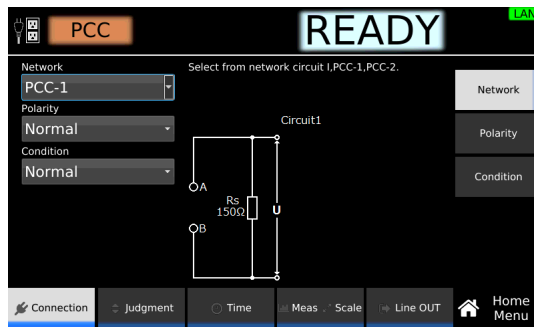 PCC
READY
LAN
Network
Select from network circuit I,PCC-1,PCC-2.
PCC-1
Polarity
Normal
Condition
Normal
Circuit1
A
Rs
150Ω
U
B
Network
Polarity
Condition
Connection
Judgment
Time
Meas
Scale
Line OUT
Home
Menu